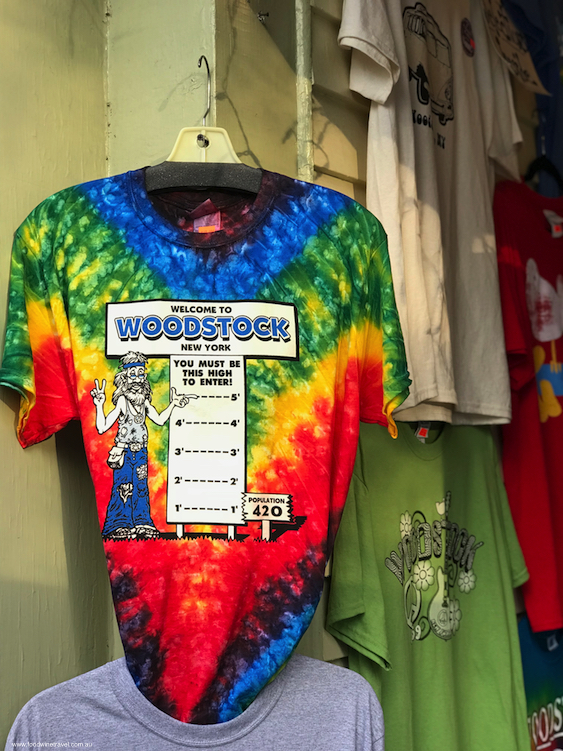 WELCOME TO
WOODSTOCK
NEW YORK
YOU MUST BE
THIS HIGH
TO ENTER!
5'
4' 4'
3' 3'
2' 2'
1' 1'
POPULATION
420
NY
WOODSTOCK
www.foodwinetravel.com.au